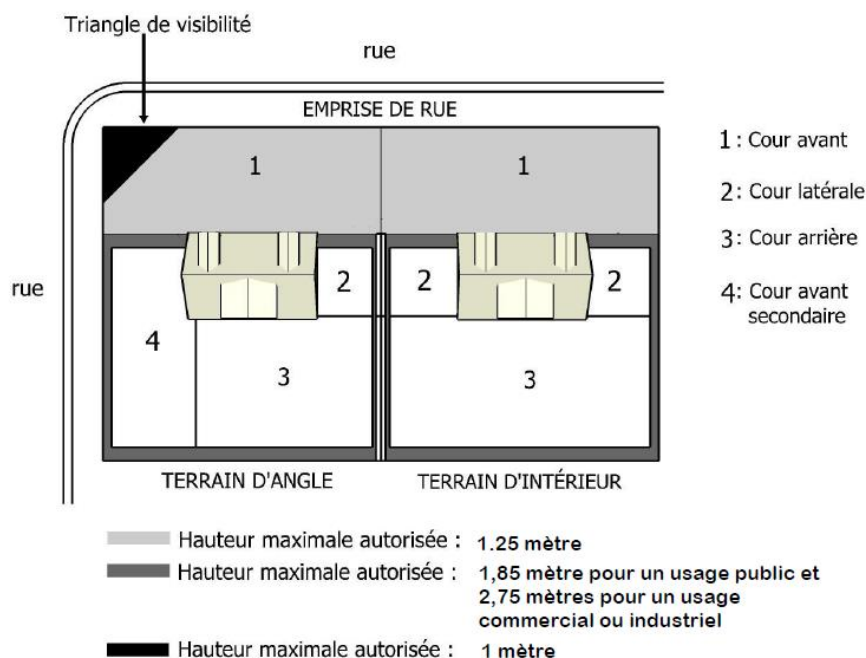 Triangle de visibilité
rue
EMPRISE DE RUE
1
1
1: Cour avant
2: Cour latérale
3: Cour arrière
4: Cour avant
secondaire
rue
2
2
2
4
3
3
TERRAIN D'ANGLE
TERRAIN D'INTÉRIEUR
Hauteur maximale autorisée : 1.25 mètre
Hauteur maximale autorisée : 1,85 mètre pour un usage public et
2,75 mètres pour un usage
commercial ou industriel
Hauteur maximale autorisée : 1 mètre